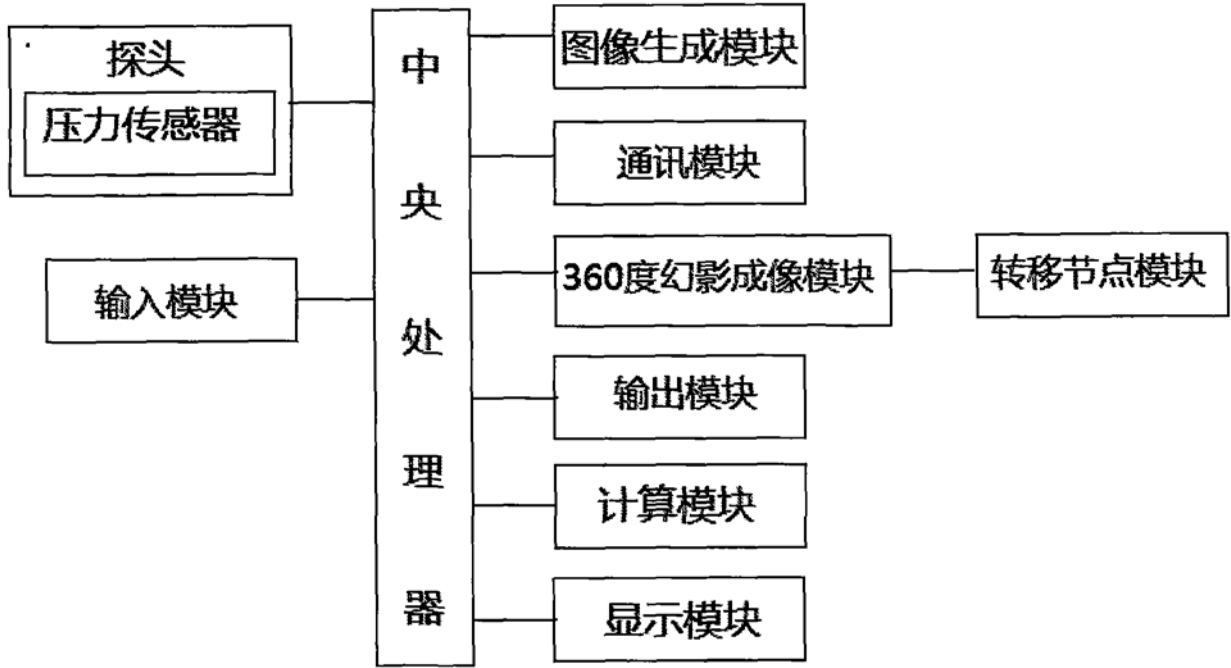 探头
压力传感器
输入模块
中央处理器
图像生成模块
通讯模块
360度幻影成像模块
转移节点模块
输出模块
计算模块
显示模块